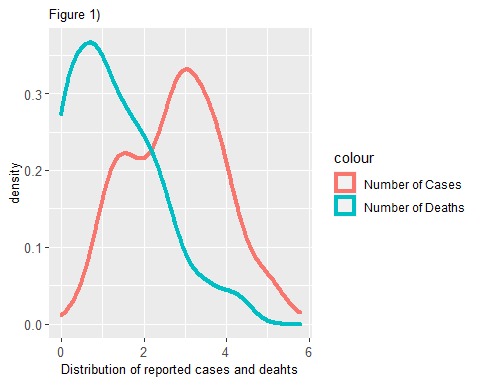 Figure 1)
density
0.3
0.2
0.1
0.0
0
2
4
6
Distribution of reported cases and deahts
colour
Number of Cases
Number of Deaths